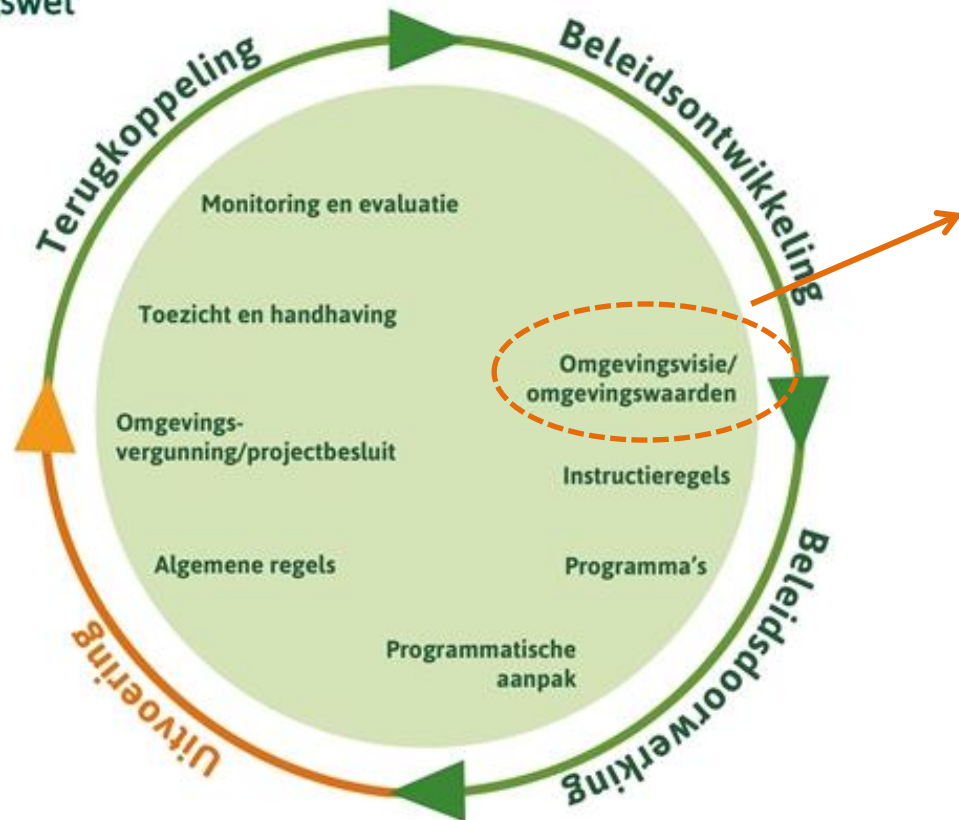 Beleidsontwikkeling
Terugkoppeling
Monitoring en evaluatie
Toezicht en handhaving
Omgevingsvisie/
omgevingswaarden
Omgevings-
vergunning/projectbesluit
Instructieregels
Algemene regels
Programma's
Programmatische
aanpak
Beleidsdoorwerking
Uitvoering